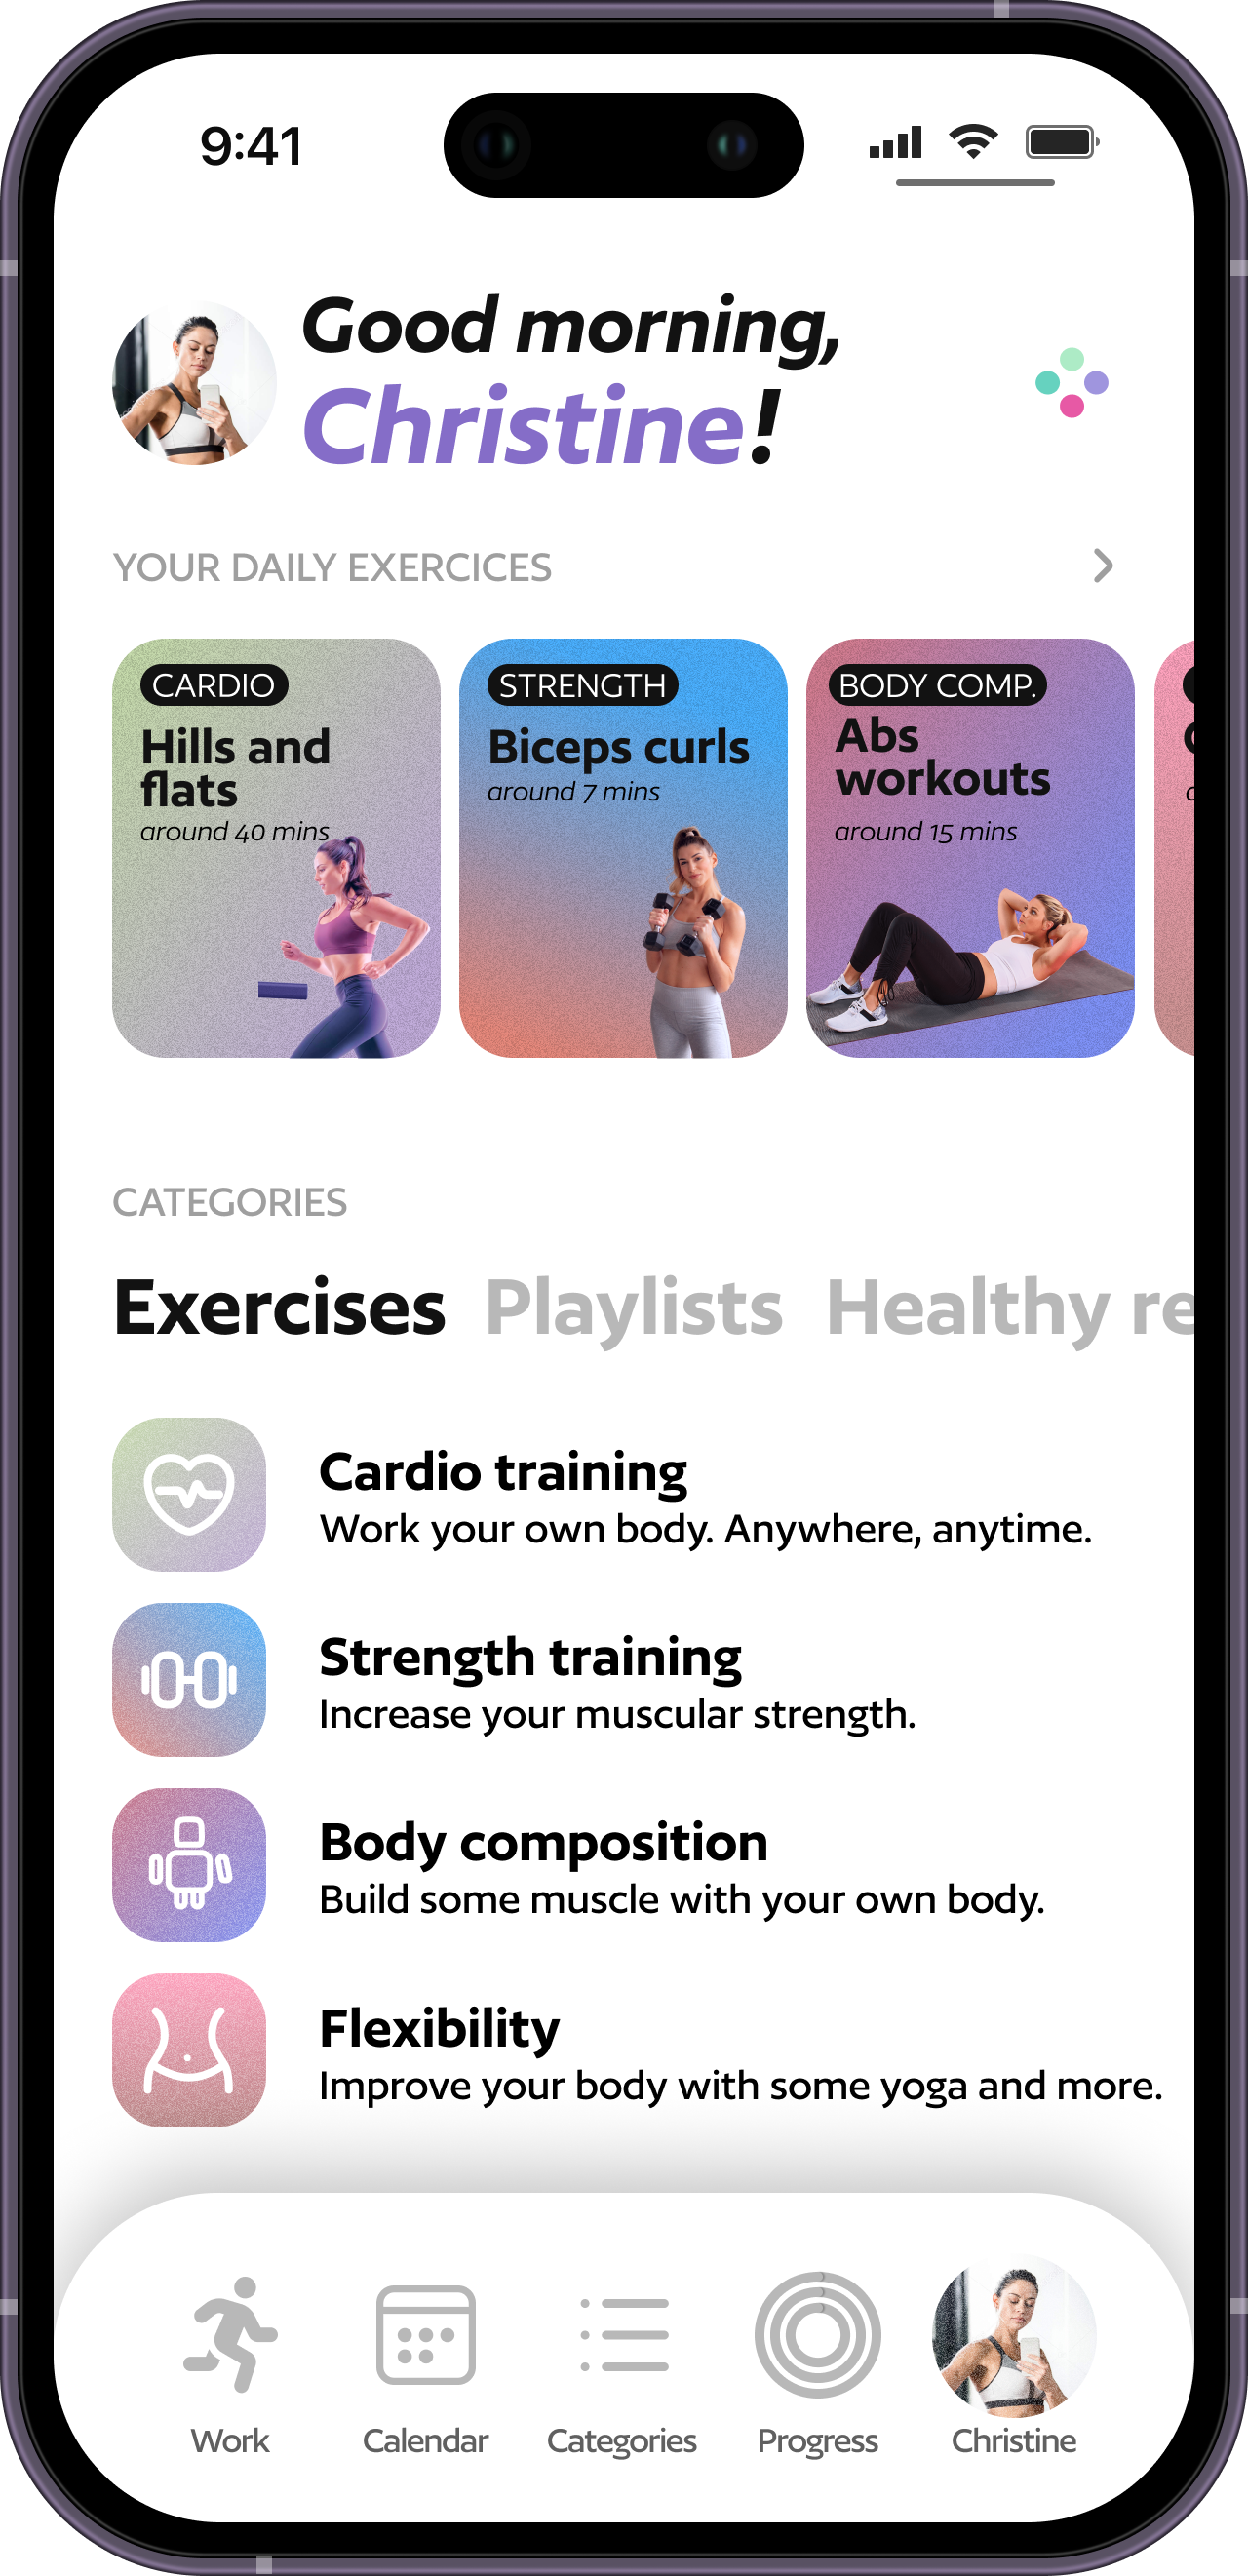 9:41
Good morning,
Christine!
YOUR DAILY EXERCICES
CARDIO
Hills and
flats
around 40 mins
STRENGTH
Biceps curls
around 7 mins
BODY COMP.
Abs
workouts
around 15 mins
CATEGORIES
Exercises Playlists Healthy re
Cardio training
Work your own body. Anywhere, anytime.
Strength training
Increase your muscular strength.
Body composition
Build some muscle with your own body.
Flexibility
Improve your body with some yoga and more.
Work Calendar Categories Progress Christine